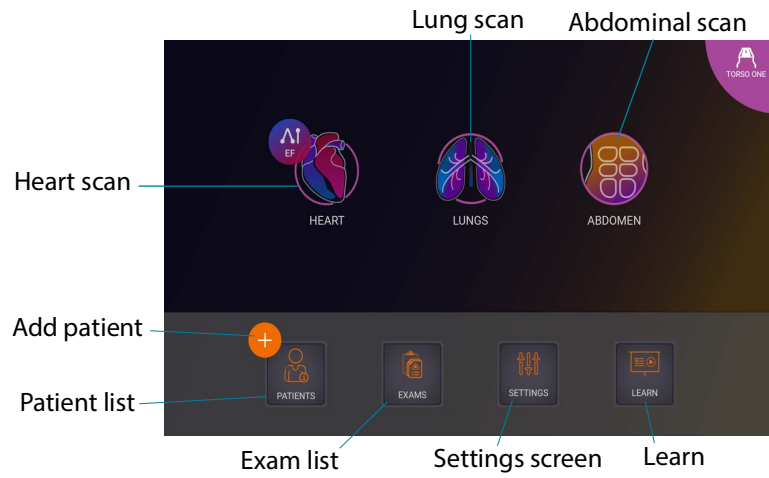 Lung scan
Abdominal scan
TORSO ONE
AI
EF
Heart scan
HEART
LUNGS
ABDOMEN
Add patient
+
Patient list
PATIENTS
EXAMS
SETTINGS
LEARN
Exam list
Settings screen
Learn